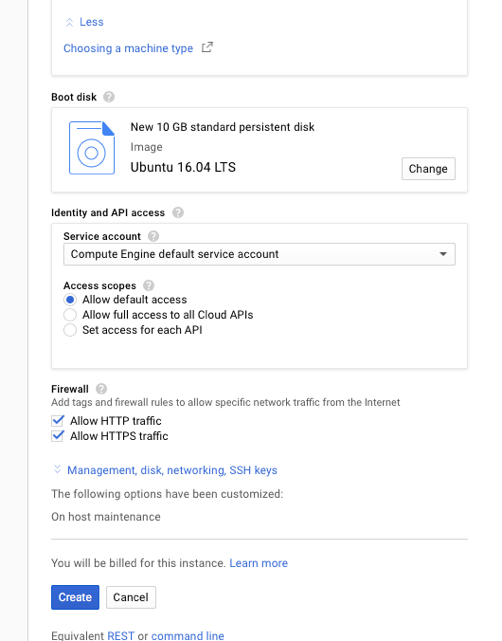 Less
Choosing a machine type
Boot disk ?
New 10 GB standard persistent disk
Image
Ubuntu 16.04 LTS
Change
Identity and API access ?
Service account ?
Compute Engine default service account
Access scopes ?
Allow default access
Allow full access to all Cloud APIs
Set access for each API
Firewall ?
Add tags and firewall rules to allow specific network traffic from the Internet
Allow HTTP traffic
Allow HTTPS traffic
Management, disk, networking, SSH keys
The following options have been customized:
On host maintenance
You will be billed for this instance. Learn more
Create Cancel
Equivalent REST or command line